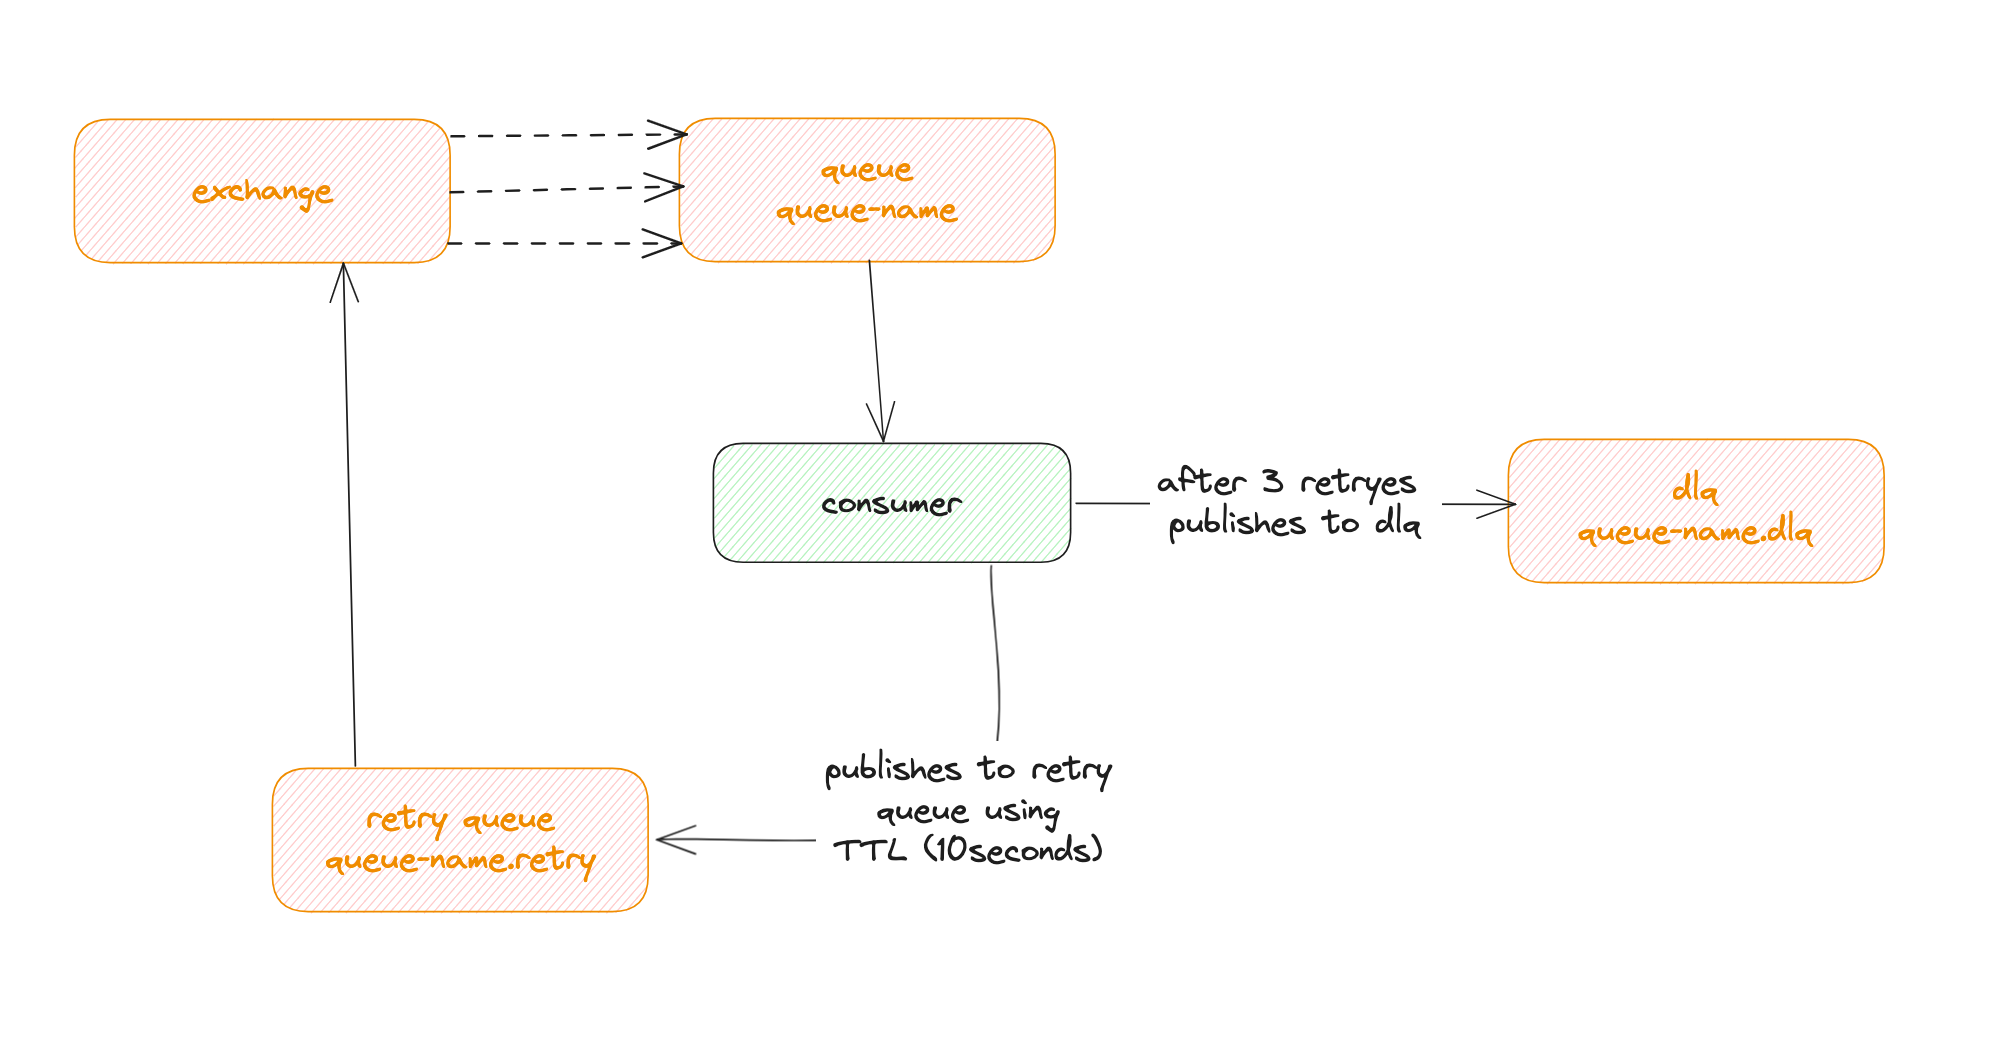 exchange
queue
queue-name
consumer
after 3 retryes
publishes to dlq
dlq
queue-name.dlq
publishes to retry
queue using
TTL (10seconds)
retry queue
queue-name.retry